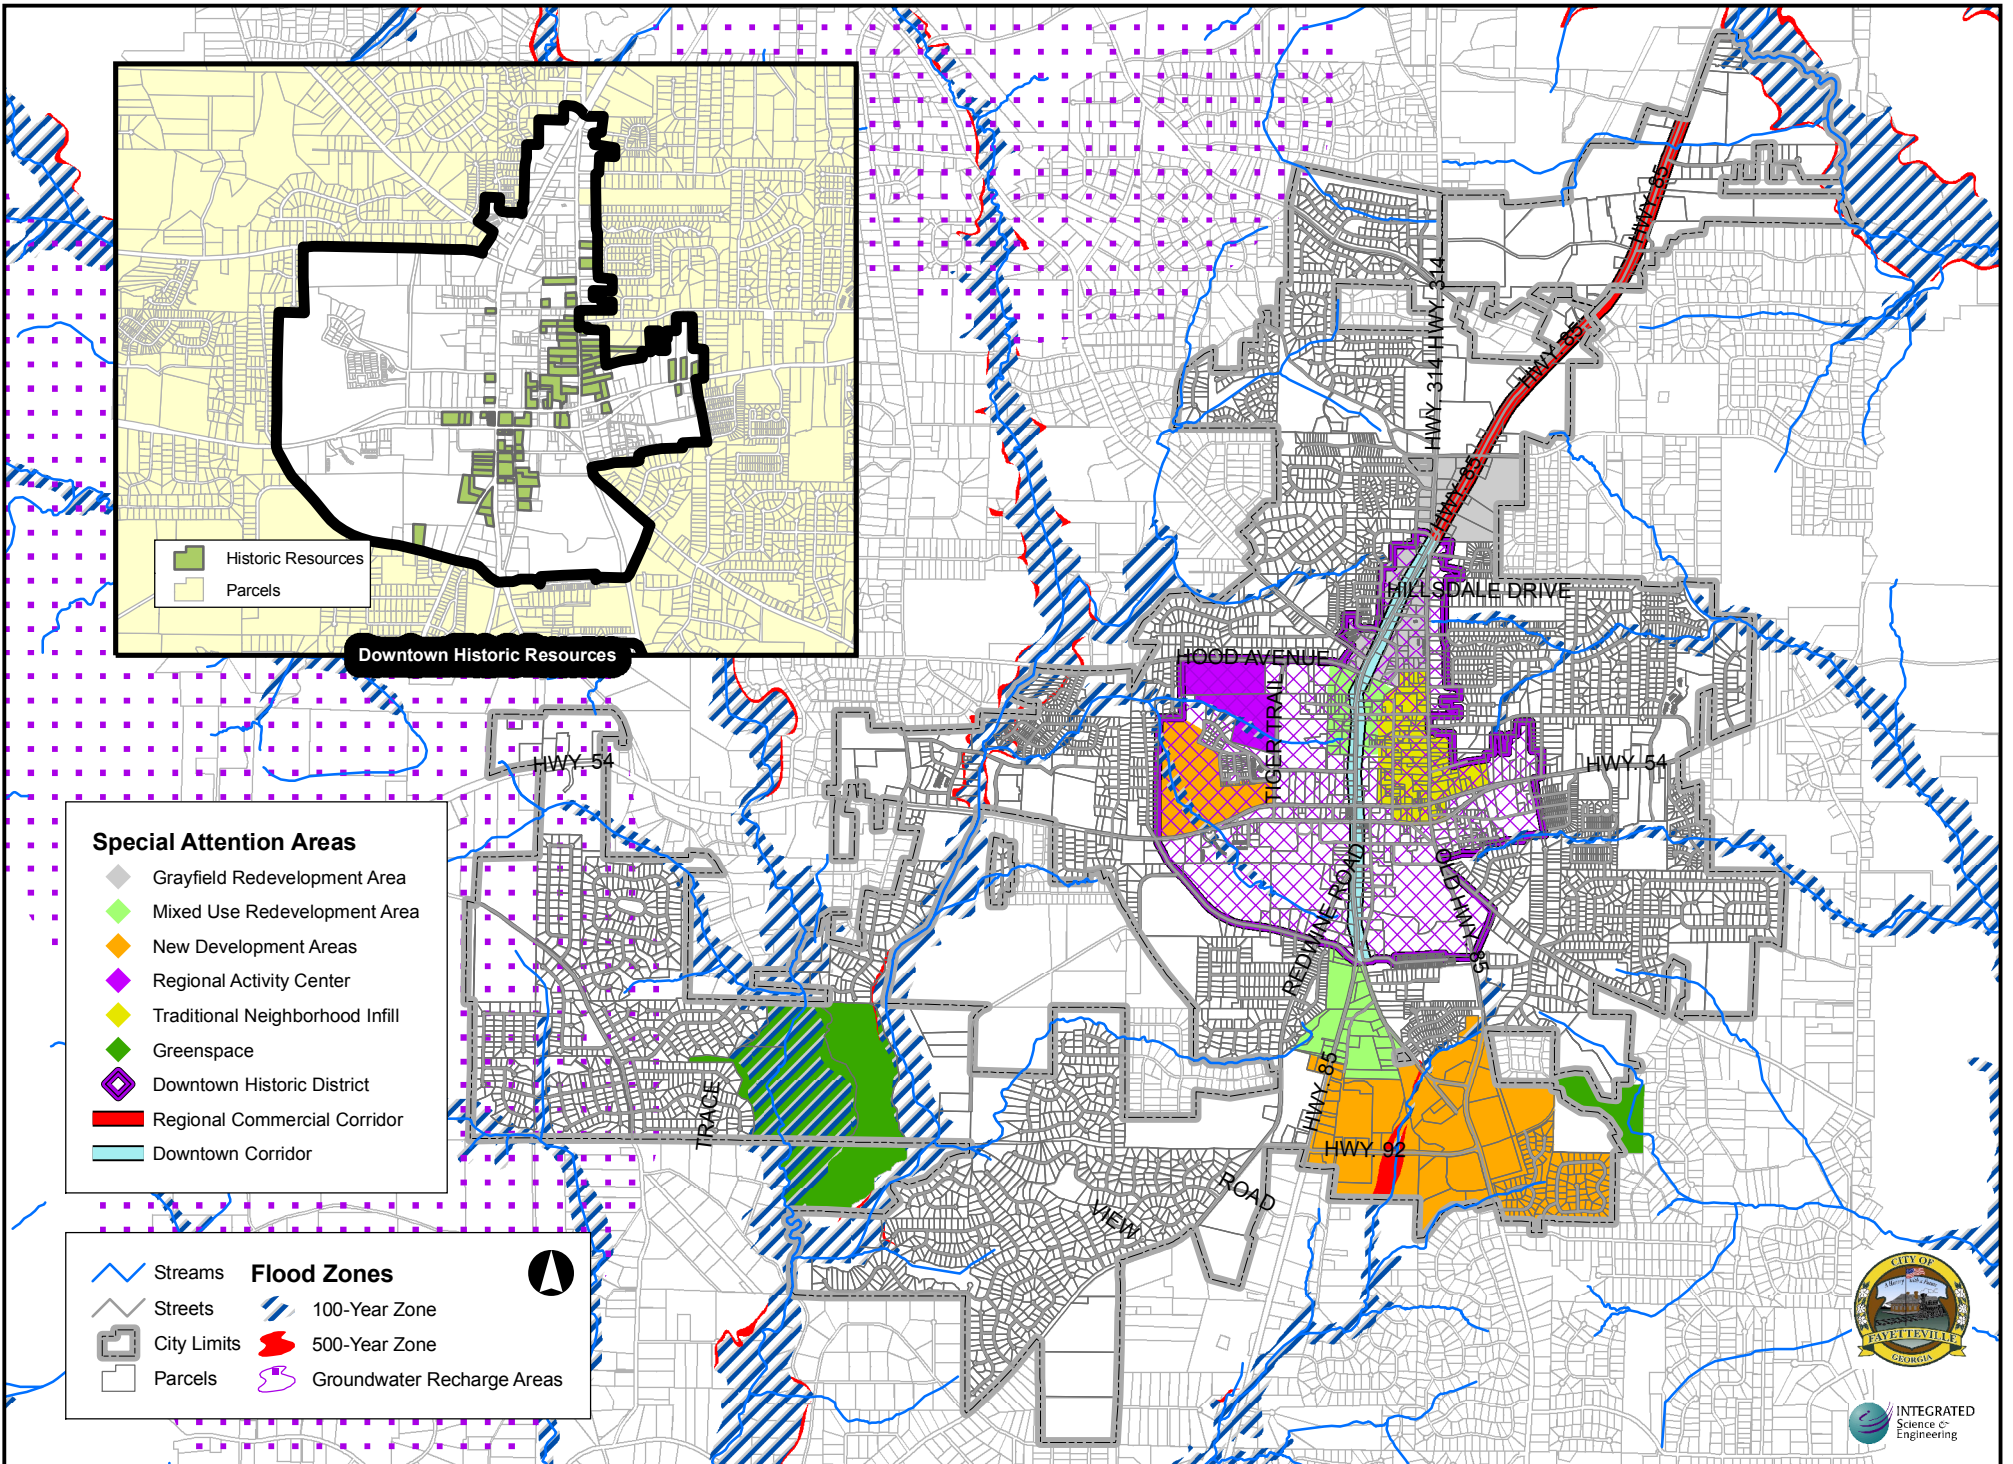 Historic Resources
Parcels
Downtown Historic Resources
Special Attention Areas
Grayfield Redevelopment Area
Mixed Use Redevelopment Area
New Development Areas
Regional Activity Center
Traditional Neighborhood Infill
Greenspace
Downtown Historic District
Regional Commercial Corridor
Downtown Corridor
Streams
Streets
City Limits
Parcels
Flood Zones
100-Year Zone
500-Year Zone
Groundwater Recharge Areas
HWY. 85
HWY. 314 HWY. 314
HWY. 85
HWY. 85
HILLSDALE DRIVE
HOOD AVENUE
TIGER TRAIL
HWY. 54
HWY. 54
REDWINE ROAD
OLD HWY. 85
HWY. 85
HWY. 92
TRACE
VIEW
ROAD
CITY OF
FAYETTEVILLE
GEORGIA
INTEGRATED
Science &
Engineering